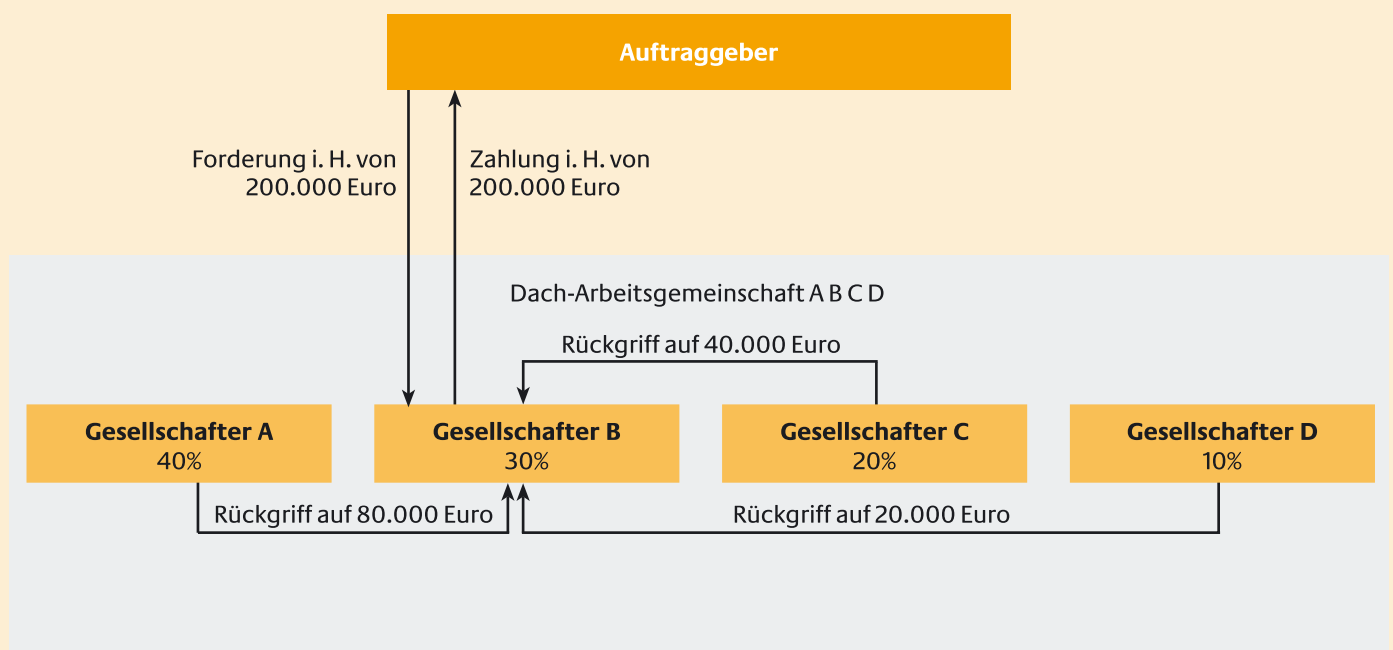 Auftraggeber
Forderung i. H. von
200.000 Euro
Zahlung i. H. von
200.000 Euro
Dach-Arbeitsgemeinschaft A B C D
Rückgriff auf 40.000 Euro
Gesellschafter A
40%
Gesellschafter B
30%
Gesellschafter C
20%
Gesellschafter D
10%
Rückgriff auf 80.000 Euro
Rückgriff auf 20.000 Euro